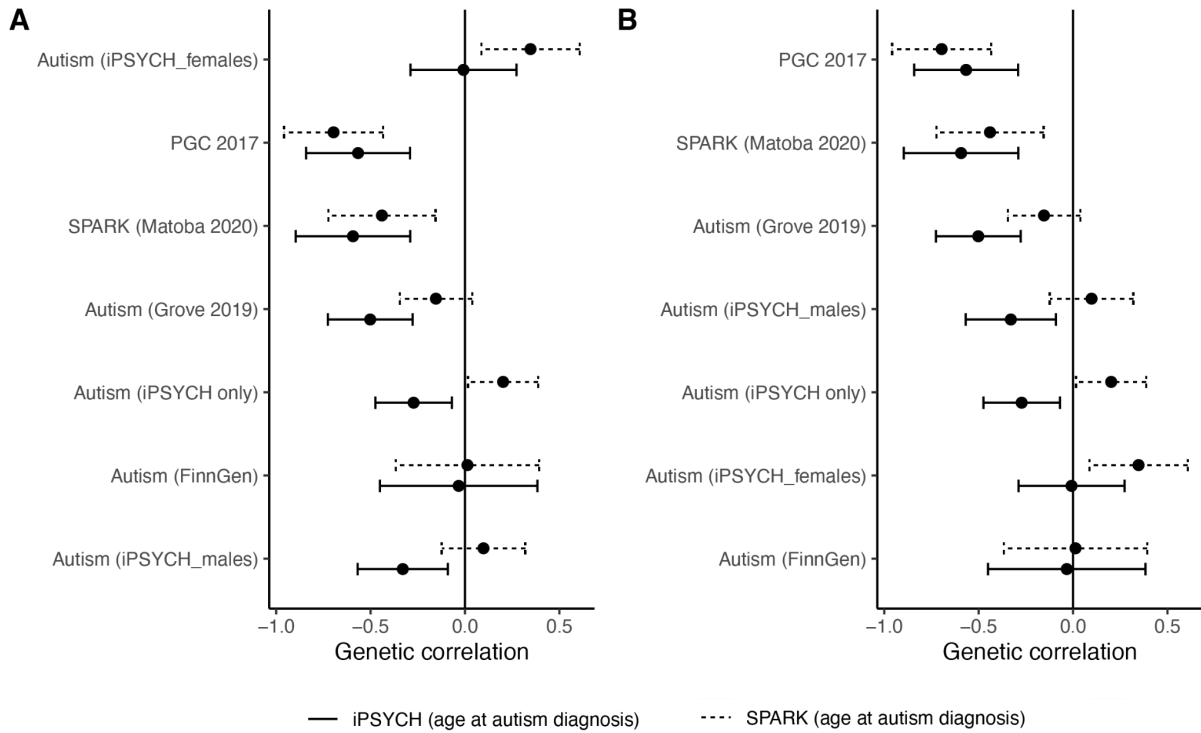 A
Autism (iPSYCH_females)
PGC 2017
SPARK (Matoba 2020)
Autism (Grove 2019)
Autism (iPSYCH only)
Autism (FinnGen)
Autism (iPSYCH_males)
−1.0 −0.5 0.0 0.5
Genetic correlation
B
PGC 2017
SPARK (Matoba 2020)
Autism (Grove 2019)
Autism (iPSYCH_males)
Autism (iPSYCH only)
Autism (iPSYCH_females)
Autism (FinnGen)
−1.0 −0.5 0.0 0.5
Genetic correlation
iPSYCH (age at autism diagnosis) SPARK (age at autism diagnosis)